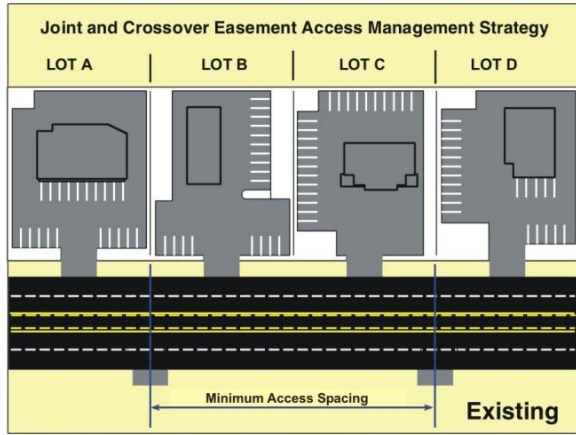 Joint and Crossover Easement Access Management Strategy
LOT A LOT B LOT C LOT D
Minimum Access Spacing
Existing